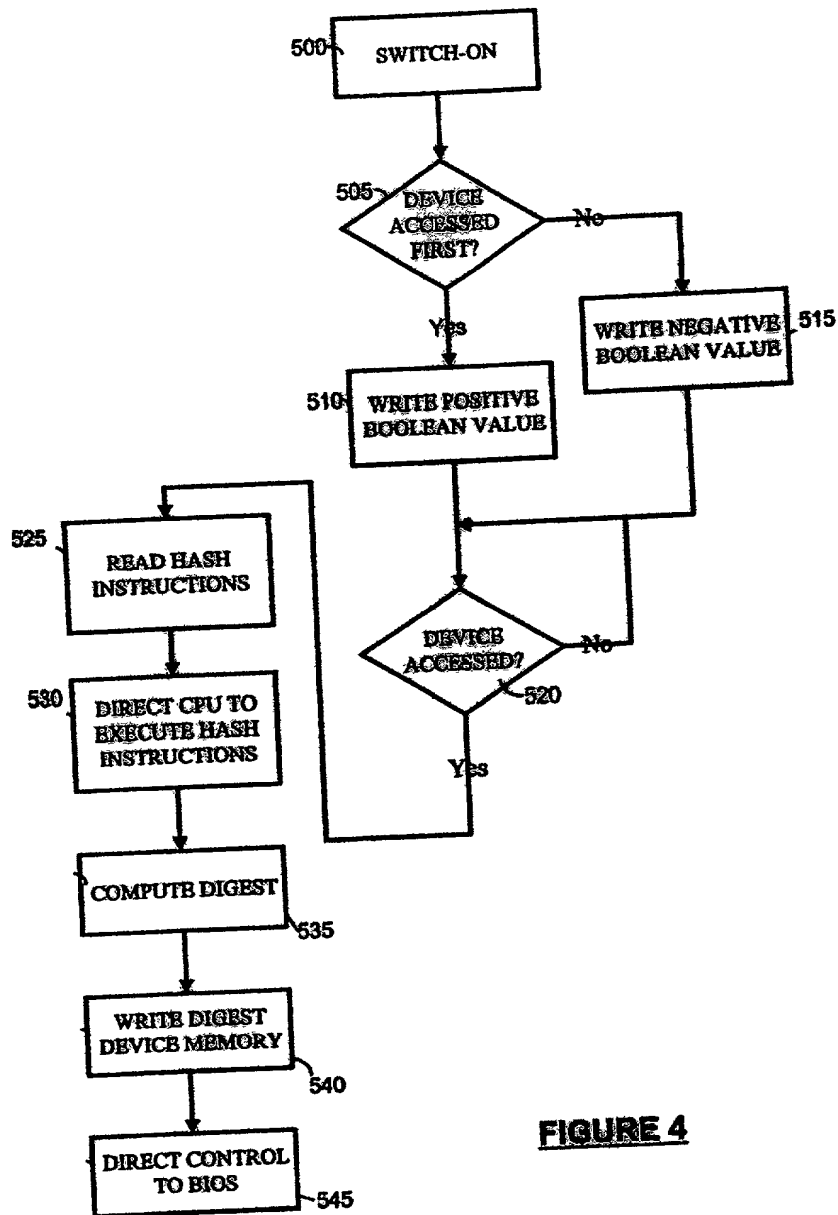 500
SWITCH-ON
505
DEVICE
ACCESSED
FIRST?
No
Yes
WRITE NEGATIVE
BOOLEAN VALUE
515
510
WRITE POSITIVE
BOOLEAN VALUE
525
READ HASH
INSTRUCTIONS
DEVICE
ACCESSED?
No
520
Yes
530
DIRECT CPU TO
EXECUTE HASH
INSTRUCTIONS
COMPUTE DIGEST
535
WRITE DIGEST
DEVICE MEMORY
540
DIRECT CONTROL
TO BIOS
545
FIGURE 4